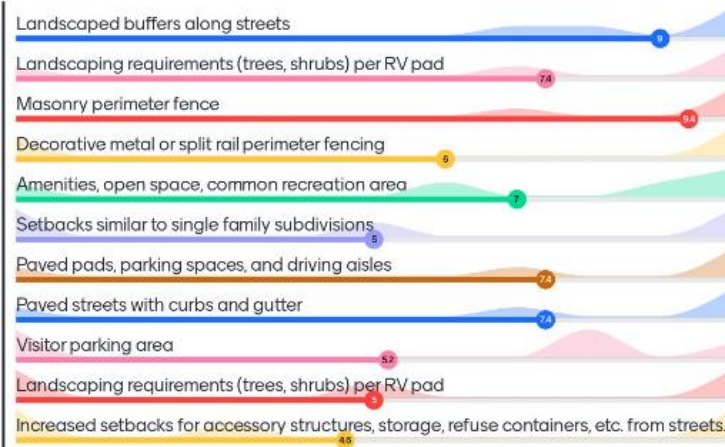 Landscaped buffers along streets
9
Landscaping requirements (trees, shrubs) per RV pad
7.4
Masonry perimeter fence
9.4
Decorative metal or split rail perimeter fencing
6
Amenities, open space, common recreation area
7
Setbacks similar to single family subdivisions
5
Paved pads, parking spaces, and driving aisles
7.4
Paved streets with curbs and gutter
7.4
Visitor parking area
5.2
Landscaping requirements (trees, shrubs) per RV pad
5
Increased setbacks for accessory structures, storage, refuse containers, etc. from streets
4.6